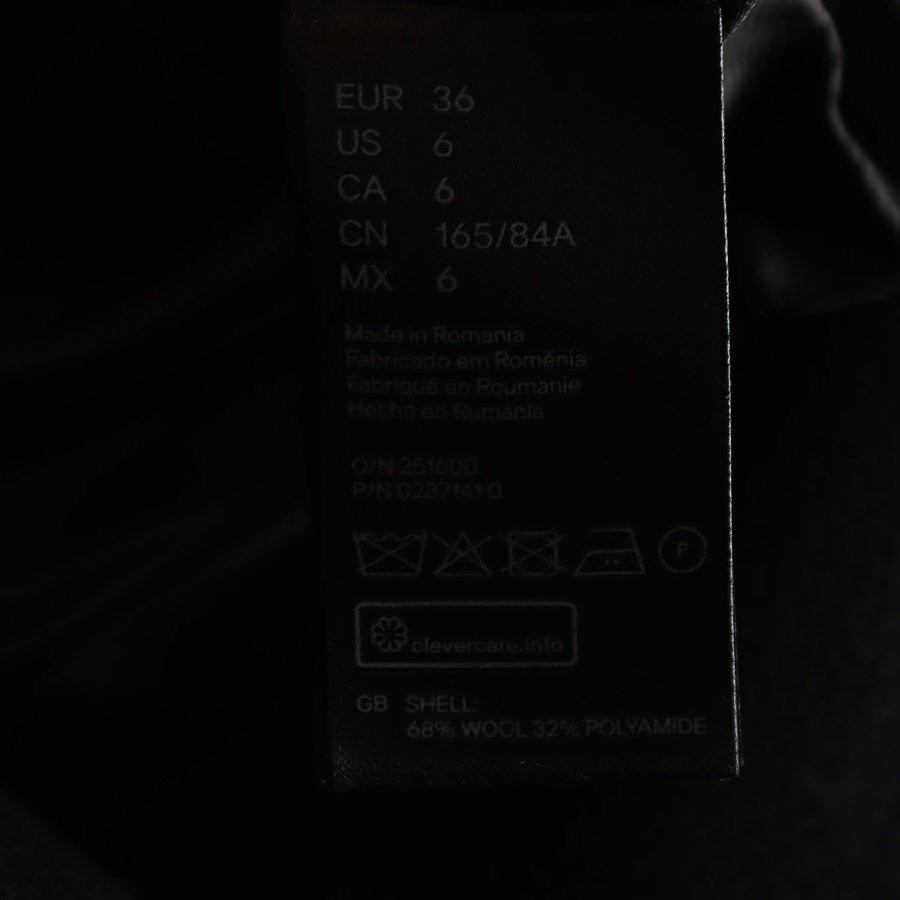 EUR 36
US 6
CA 6
CN 165/84A
MX 6
Made in Romania
Fabricado em Roménia
Fabriqué en Roumanie
Hecho en Rumanía
O/N 251600
P/N 0237141 0
P
clevercare.info
GB SHELL:
68% WOOL 32% POLYAMIDE